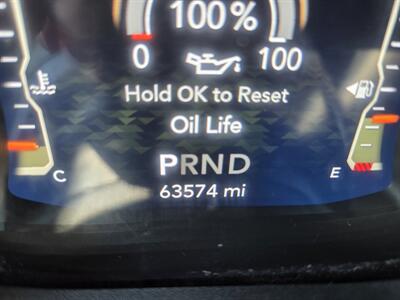 100%
0 100
Hold OK to Reset
Oil Life
PRND
C E
63574 mi